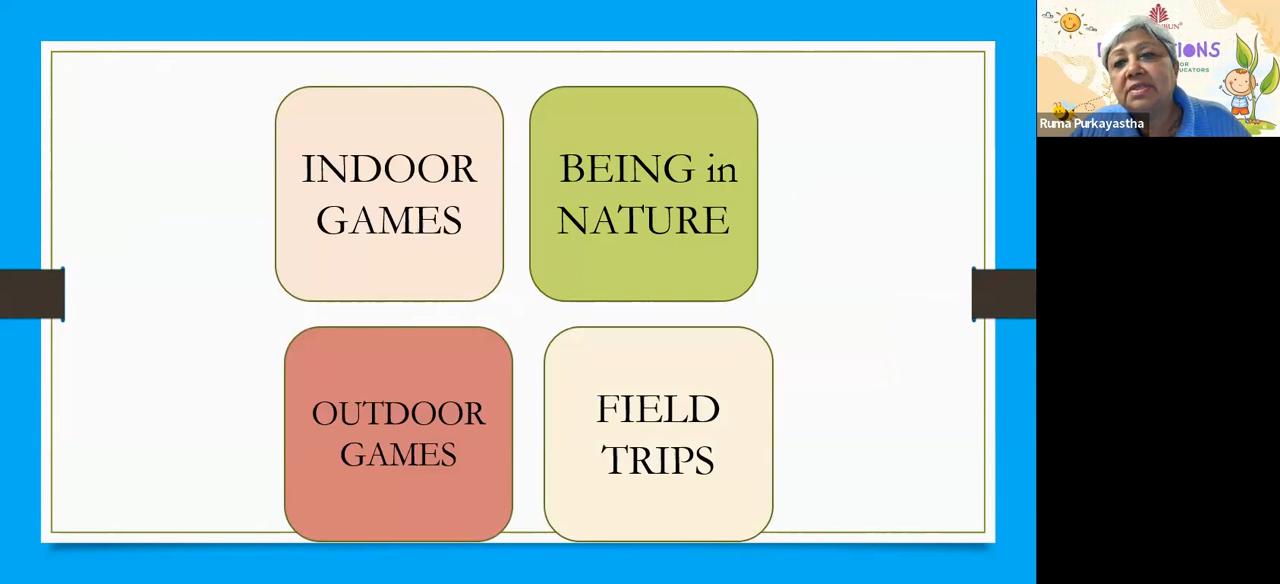 INDOOR
GAMES
BEING in
NATURE
OUTDOOR
GAMES
FIELD
TRIPS
Ruma Purkayastha